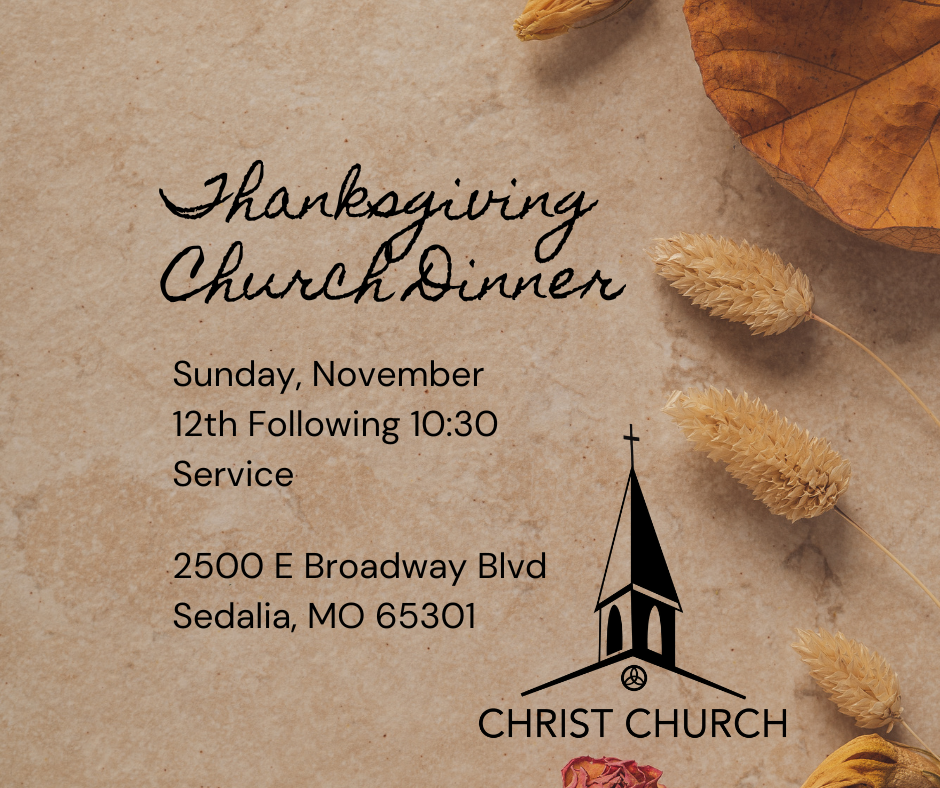 Thanksgiving
Church Dinner
Sunday, November
12th Following 10:30
Service
2500 E Broadway Blvd
Sedalia, MO 65301
CHRIST CHURCH